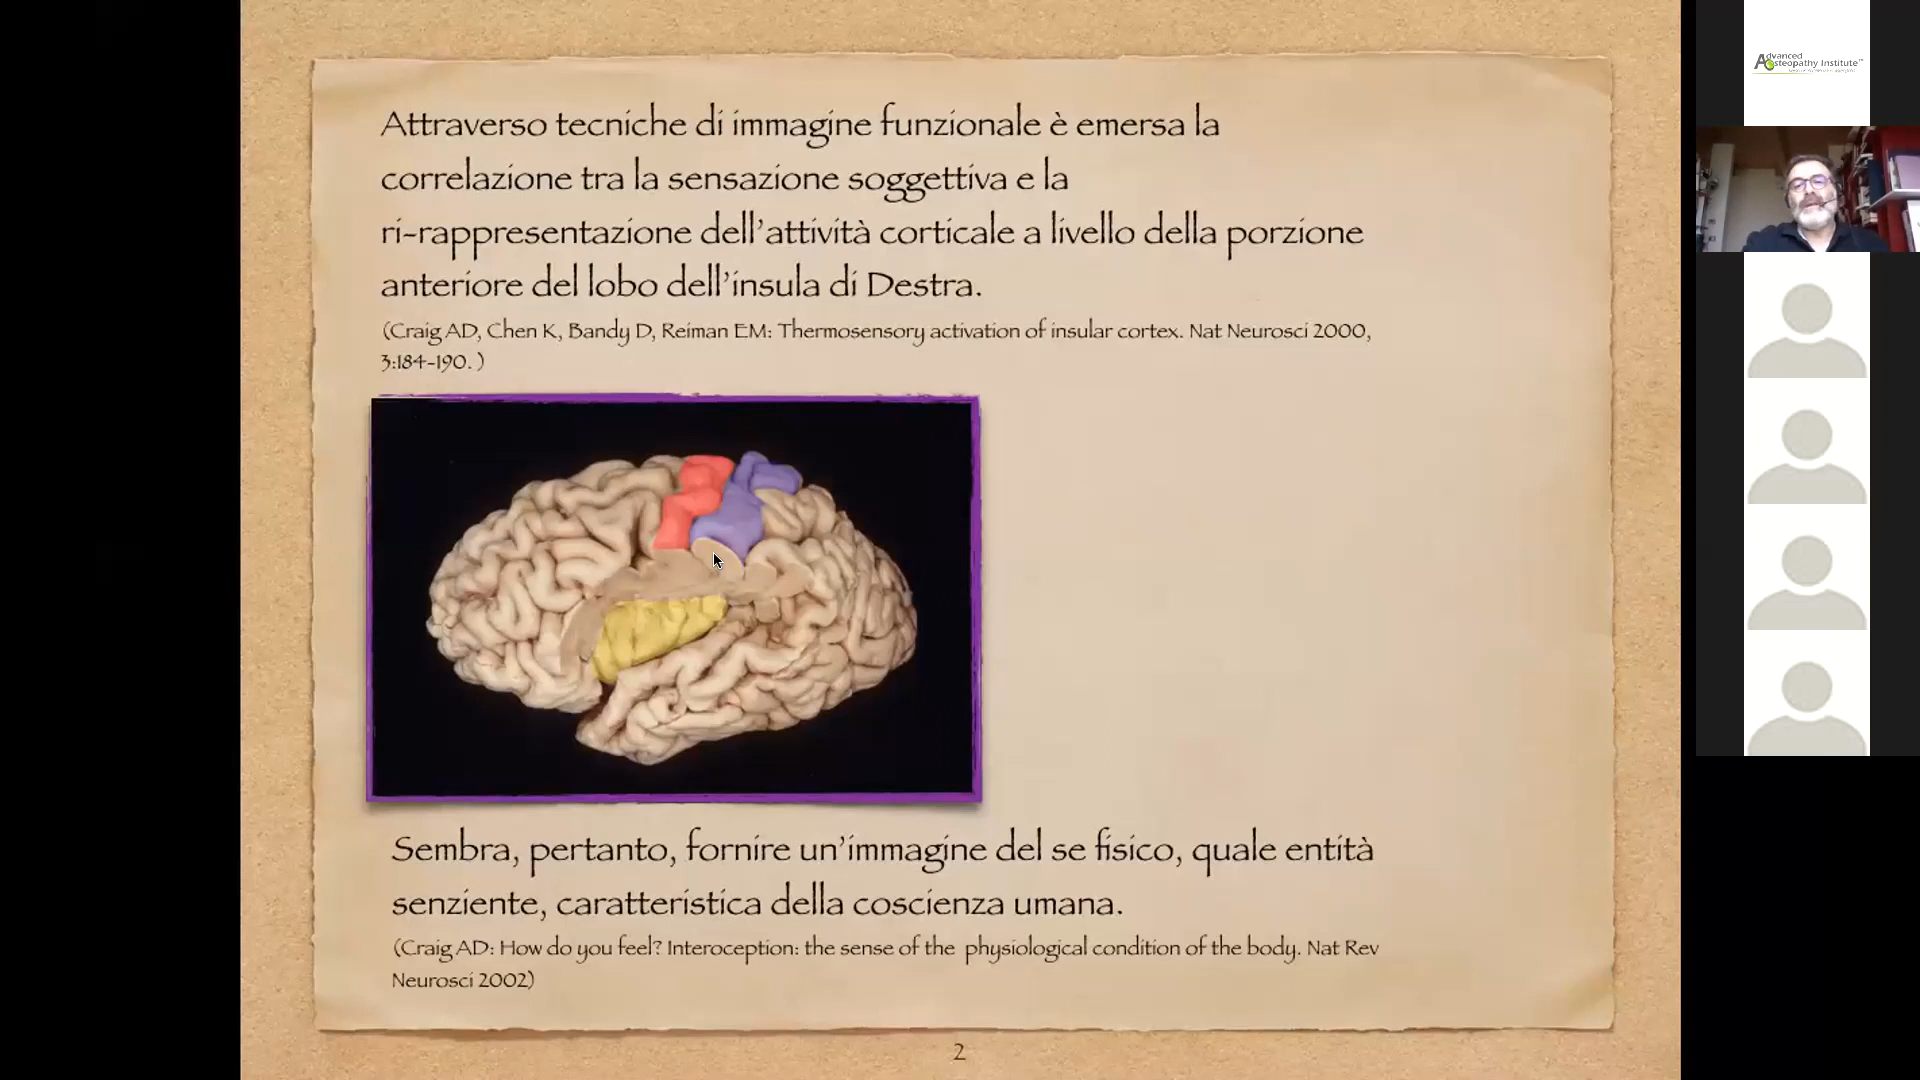 Attraverso tecniche di immagine funzionale è emersa la
correlazione tra la sensazione soggettiva e la
ri-rappresentazione dell'attività corticale a livello della porzione
anteriore del lobo dell'insula di Destra.
(Craig AD, Chen K, Bandy D, Reiman EM: Thermosensory activation of insular cortex. Nat Neurosci 2000,
3:184-190. )
Sembra, pertanto, fornire un'immagine del se fisico, quale entità
senziente, caratteristica della coscienza umana.
(Craig AD: How do you feel? Interoception: the sense of the physiological condition of the body. Nat Rev
Neurosci 2002)
2
Advanced
Osteopathy Institute™